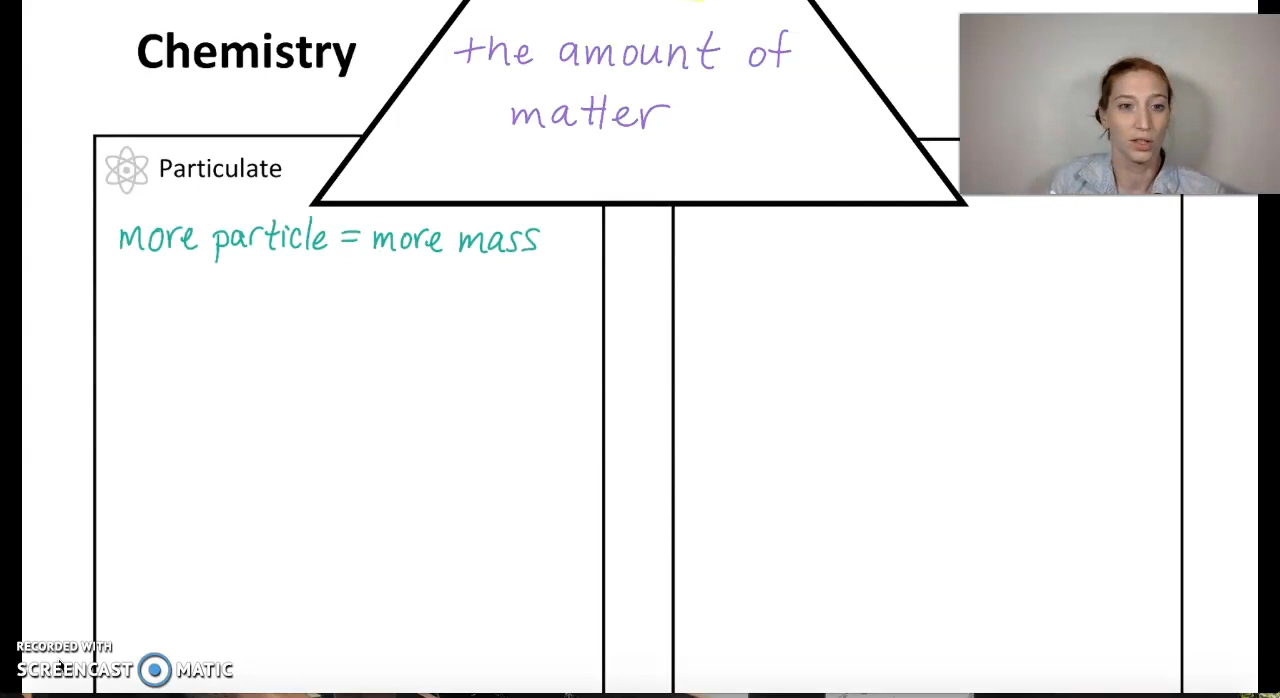 Chemistry
the amount of
matter
Particulate
more particle = more mass
RECORDED WITH
SCREENCAST MATIC